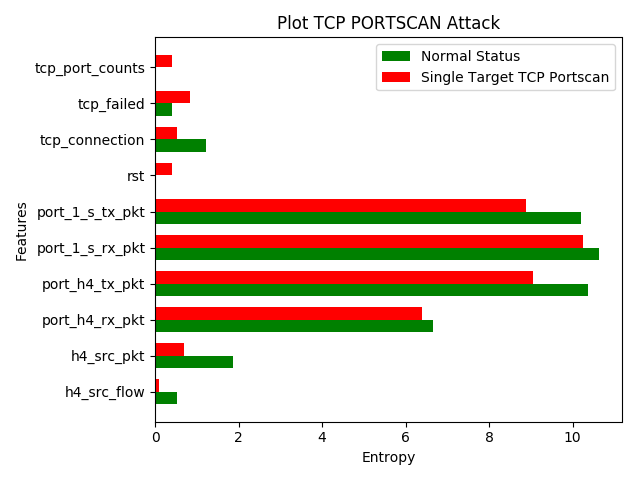 Plot TCP PORTSCAN Attack
Normal Status
Single Target TCP Portscan
Features
tcp_port_counts
tcp_failed
tcp_connection
rst
port_1_s_tx_pkt
port_1_s_rx_pkt
port_h4_tx_pkt
port_h4_rx_pkt
h4_src_pkt
h4_src_flow
0 2 4 6 8 10
Entropy